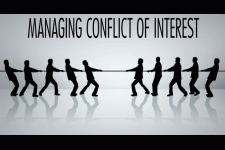 MANAGING CONFLICT OF INTEREST